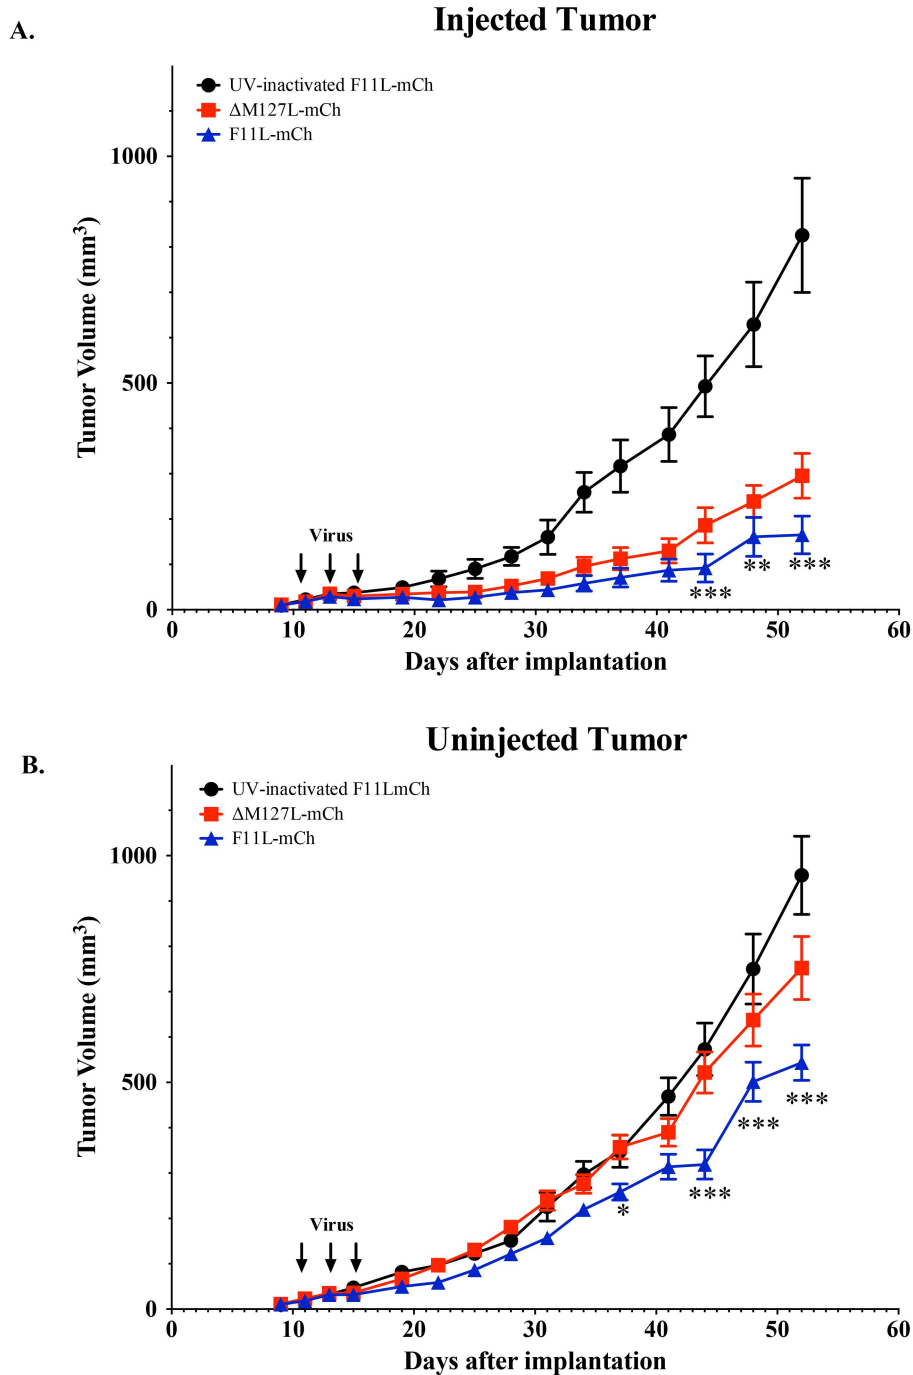 A.
Injected Tumor
UV-inactivated F11L-mCh
ΔM127L-mCh
F11L-mCh
1000
500
0
Tumor Volume (mm³)
Virus
***
**
***
0 10 20 30 40 50 60
Days after implantation
B.
Uninjected Tumor
UV-inactivated F11LmCh
ΔM127L-mCh
F11L-mCh
1000
500
0
Tumor Volume (mm³)
Virus
*
***
***
***
0 10 20 30 40 50 60
Days after implantation